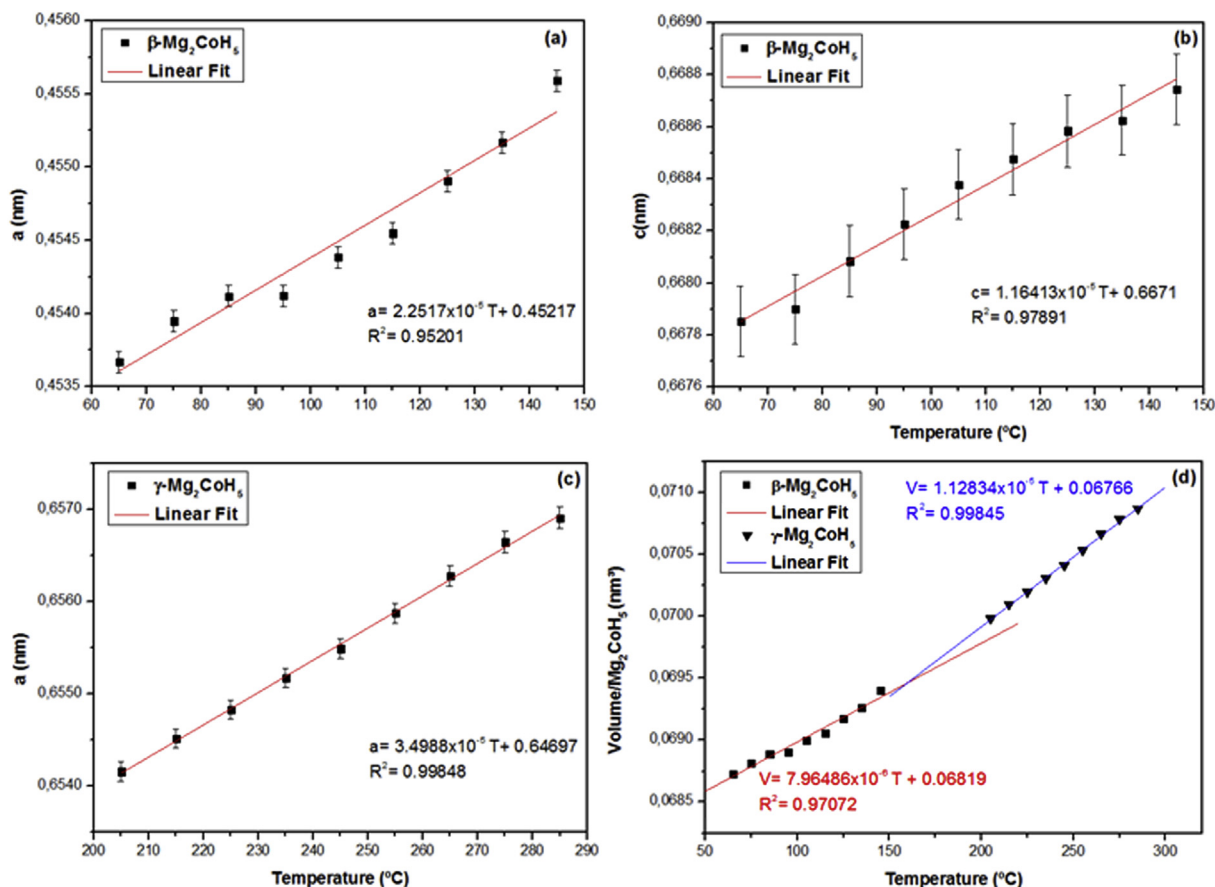 (a)
β-Mg₂CoH₅
Linear Fit
a (nm)
0,4560
0,4555
0,4550
0,4545
0,4540
0,4535
a= 2.2517x10⁻⁵ T+ 0.45217
R²= 0.95201
60 70 80 90 100 110 120 130 140 150
Temperature (ºC)
(b)
β-Mg₂CoH₅
Linear Fit
c(nm)
0,6690
0,6688
0,6686
0,6684
0,6682
0,6680
0,6678
0,6676
c= 1.16413x10⁻⁵ T+ 0.6671
R²= 0.97891
60 70 80 90 100 110 120 130 140 150
Temperature (ºC)
(c)
γ-Mg₂CoH₅
Linear Fit
a (nm)
0,6570
0,6560
0,6550
0,6540
a= 3.4988x10⁻⁵ T+ 0.64697
R²= 0.99848
200 210 220 230 240 250 260 270 280 290
Temperature (ºC)
(d)
β-Mg₂CoH₅
Linear Fit
γ-Mg₂CoH₅
Linear Fit
V= 1.12834x10⁻⁵ T + 0.06766
R²= 0.99845
Volume/Mg₂CoH₅ (nm³)
0,0710
0,0705
0,0700
0,0695
0,0690
0,0685
V= 7.96486x10⁻⁶ T + 0.06819
R²= 0.97072
50 100 150 200 250 300
Temperature (ºC)